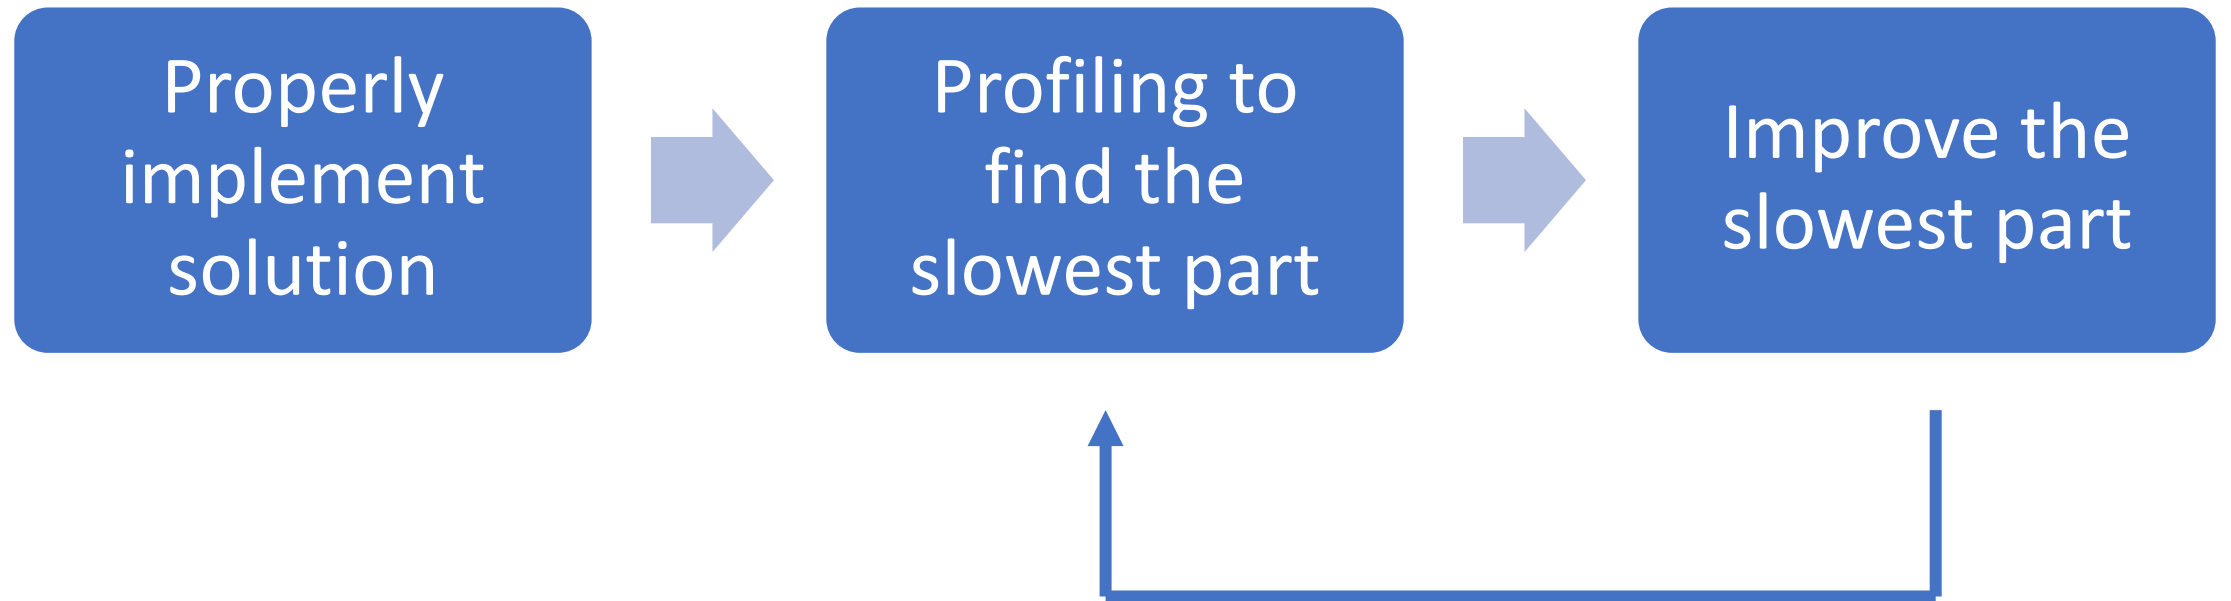 Properly
implement
solution
Profiling to
find the
slowest part
Improve the
slowest part